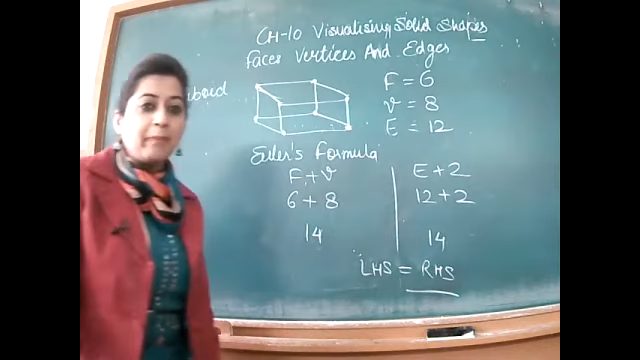 CH-10 Visualising Solid Shapes
Faces Vertices And Edges
F = 6
V = 8
E = 12
Euler's Formula
F + V
E + 2
6 + 8
12 + 2
14
14
LHS = RHS